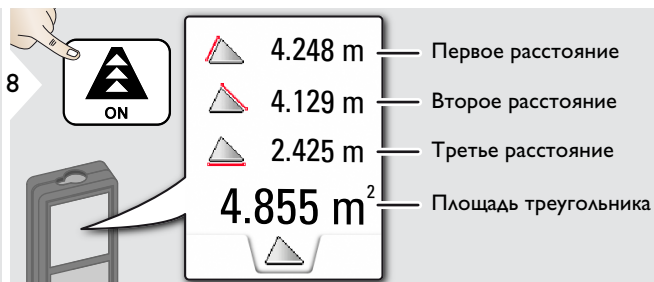 8
ON
4.248 m Первое расстояние
4.129 m Второе расстояние
2.425 m Третье расстояние
4.855 m² Площадь треугольника